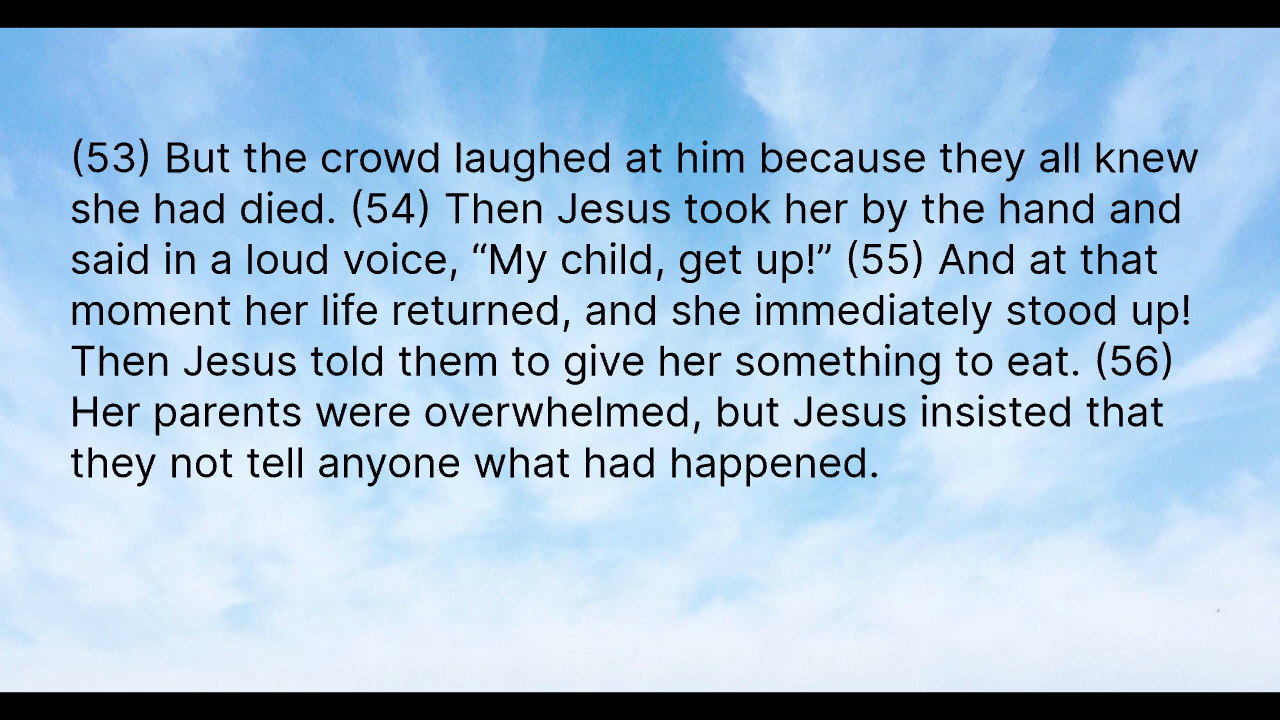 (53) But the crowd laughed at him because they all knew
she had died. (54) Then Jesus took her by the hand and
said in a loud voice, “My child, get up!” (55) And at that
moment her life returned, and she immediately stood up!
Then Jesus told them to give her something to eat. (56)
Her parents were overwhelmed, but Jesus insisted that
they not tell anyone what had happened.